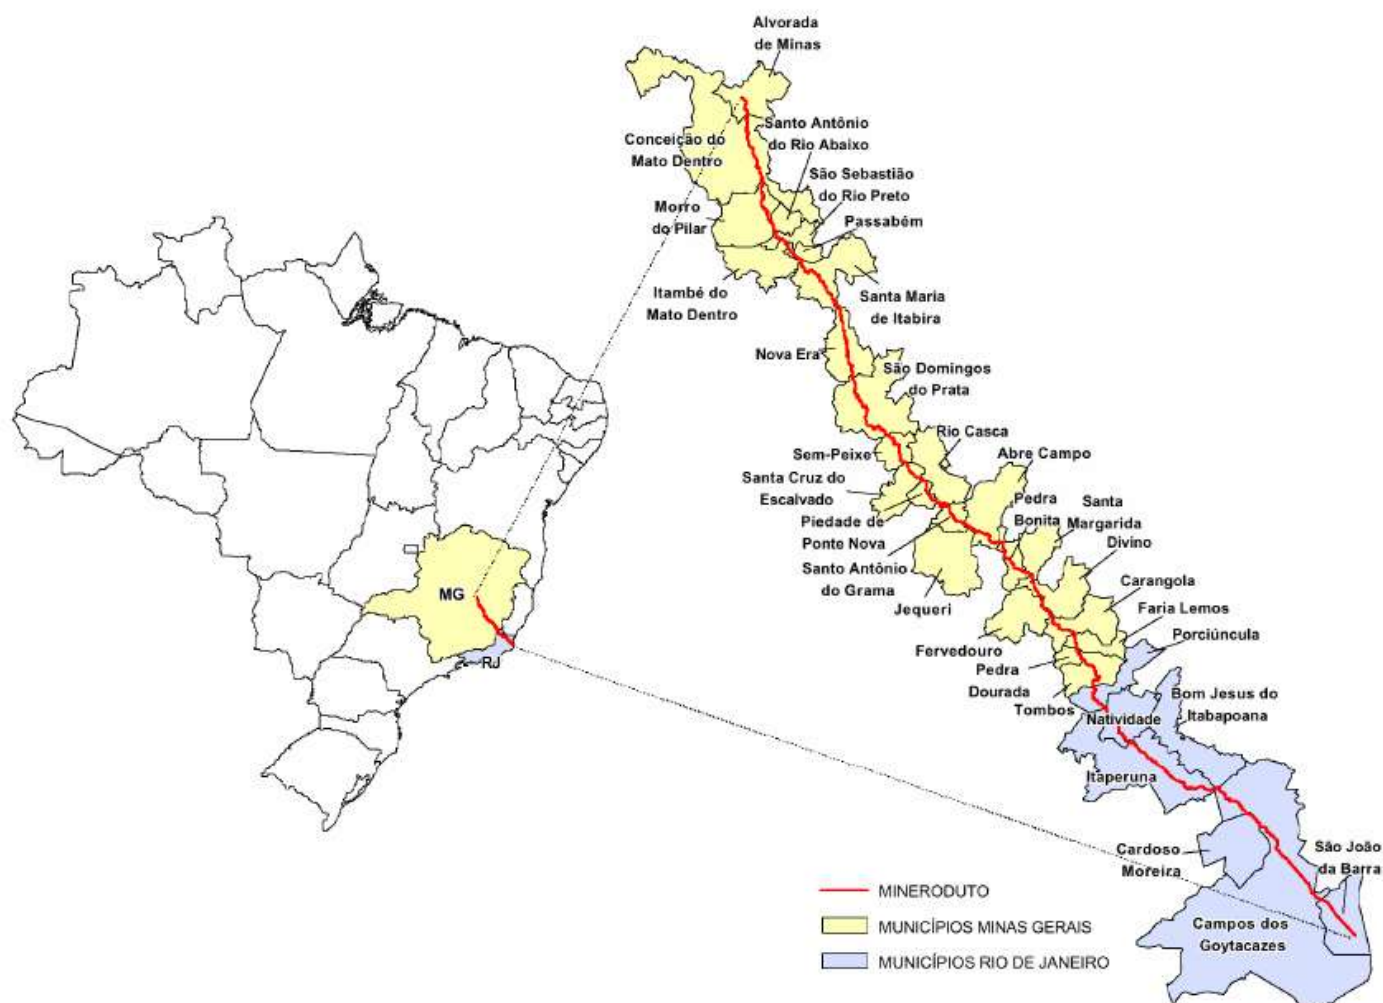 Alvorada
de Minas
Santo Antônio
do Rio Abaixo
Conceição do
Mato Dentro
São Sebastião
do Rio Preto
Morro
do Pilar
Passabém
Itambé do
Mato Dentro
Santa Maria
de Itabira
Nova Era
São Domingos
do Prata
Rio Casca
Sem-Peixe
Abre Campo
Santa Cruz do
Escalvado
Pedra
Bonita
Santa
Margarida
Piedade de
Ponte Nova
Divino
Santo Antônio
do Grama
Carangola
Jequeri
Faria Lemos
Porciúncula
Fervedouro
Pedra
Dourada
Tombos
Bom Jesus do
Itabapoana
Natividade
Itaperuna
MG
RJ
Cardoso
Moreira
São João
da Barra
Campos dos
Goytacazes
MINERODUTO
MUNICÍPIOS MINAS GERAIS
MUNICÍPIOS RIO DE JANEIRO